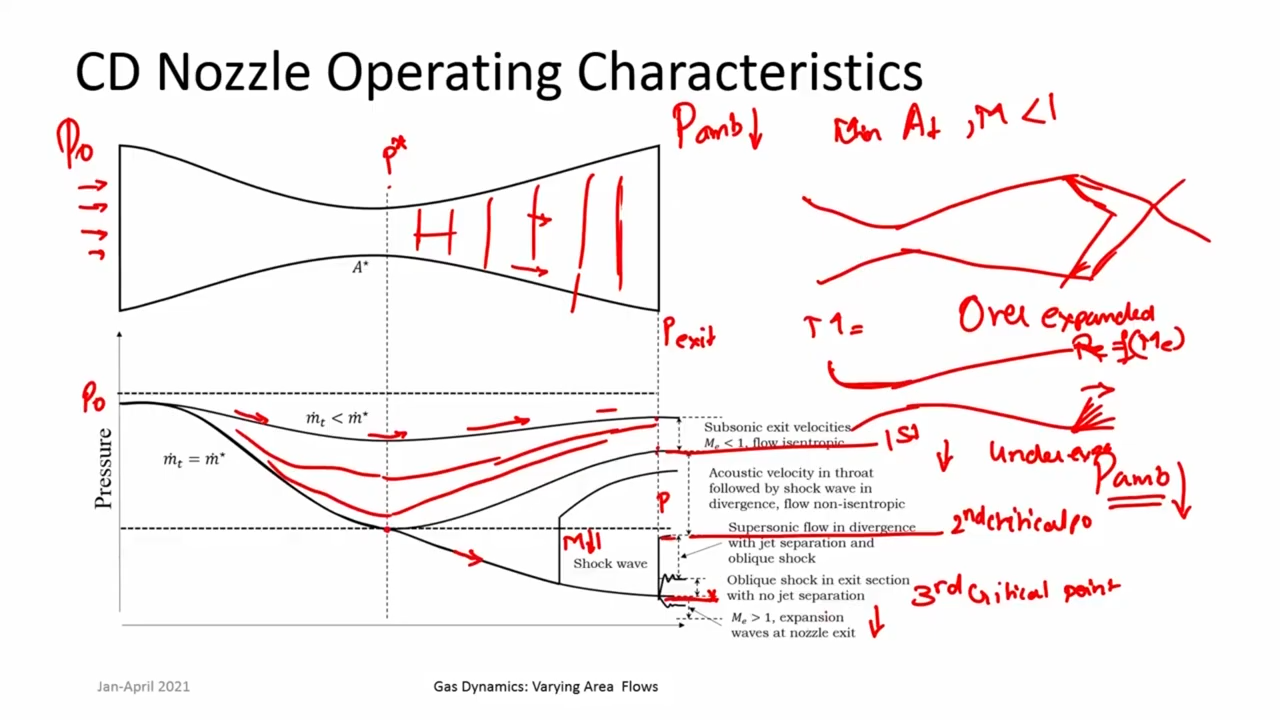 CD Nozzle Operating Characteristics
P₀
P*
Pamb↓
Min At , M < 1
A*
Pexit
Over expanded
Pe = f(Me)
M =
P₀
Pressure
ṁt < ṁ*
ṁt = ṁ*
Subsonic exit velocities
Me < 1, flow isentropic
1st
Acoustic velocity in throat
followed by shock wave in
divergence, flow non-isentropic
Pamb↓
P
Supersonic flow in divergence
with jet separation and
oblique shock
2nd critical po
Shock wave
Oblique shock in exit section
with no jet separation
3rd critical point
Me > 1, expansion
waves at nozzle exit
Jan-April 2021
Gas Dynamics: Varying Area Flows